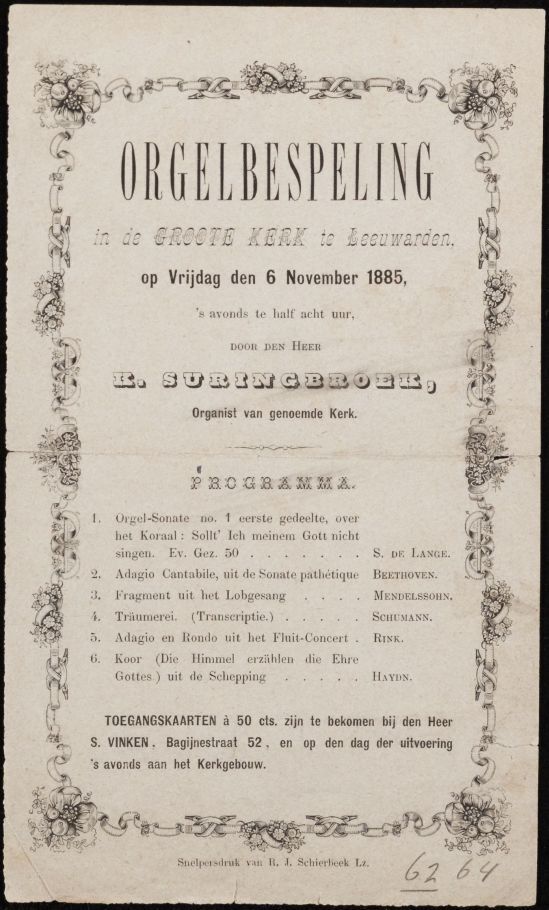 ORGELBESPELING
in de GROOTE KERK te Leeuwarden,
op Vrijdag den 6 November 1885,
's avonds te half acht uur,
DOOR DEN HEER
K. SURINGBROEK,
Organist van genoemde Kerk.
PROGRAMMA.
1. Orgel-Sonate no. 1 eerste gedeelte, over
het Koraal: Sollt' Ich meinem Gott nicht
singen. Ev. Gez. 50 . . . . . . . S. DE LANGE.
2. Adagio Cantabile, uit de Sonate pathétique BEETHOVEN.
3. Fragment uit het Lobgesang . . . . MENDELSSOHN.
4. Träumerei. (Transcriptie.) . . . . . SCHUMANN.
5. Adagio en Rondo uit het Fluit-Concert . RINK.
6. Koor (Die Himmel erzählen die Ehre
Gottes.) uit de Schepping . . . . . HAYDN.
TOEGANGSKAARTEN à 50 cts. zijn te bekomen bij den Heer
S. VINKEN, Bagijnestraat 52, en op den dag der uitvoering
's avonds aan het Kerkgebouw.
Snelpersdruk van R. J. Schierbeek Lz.
62 64